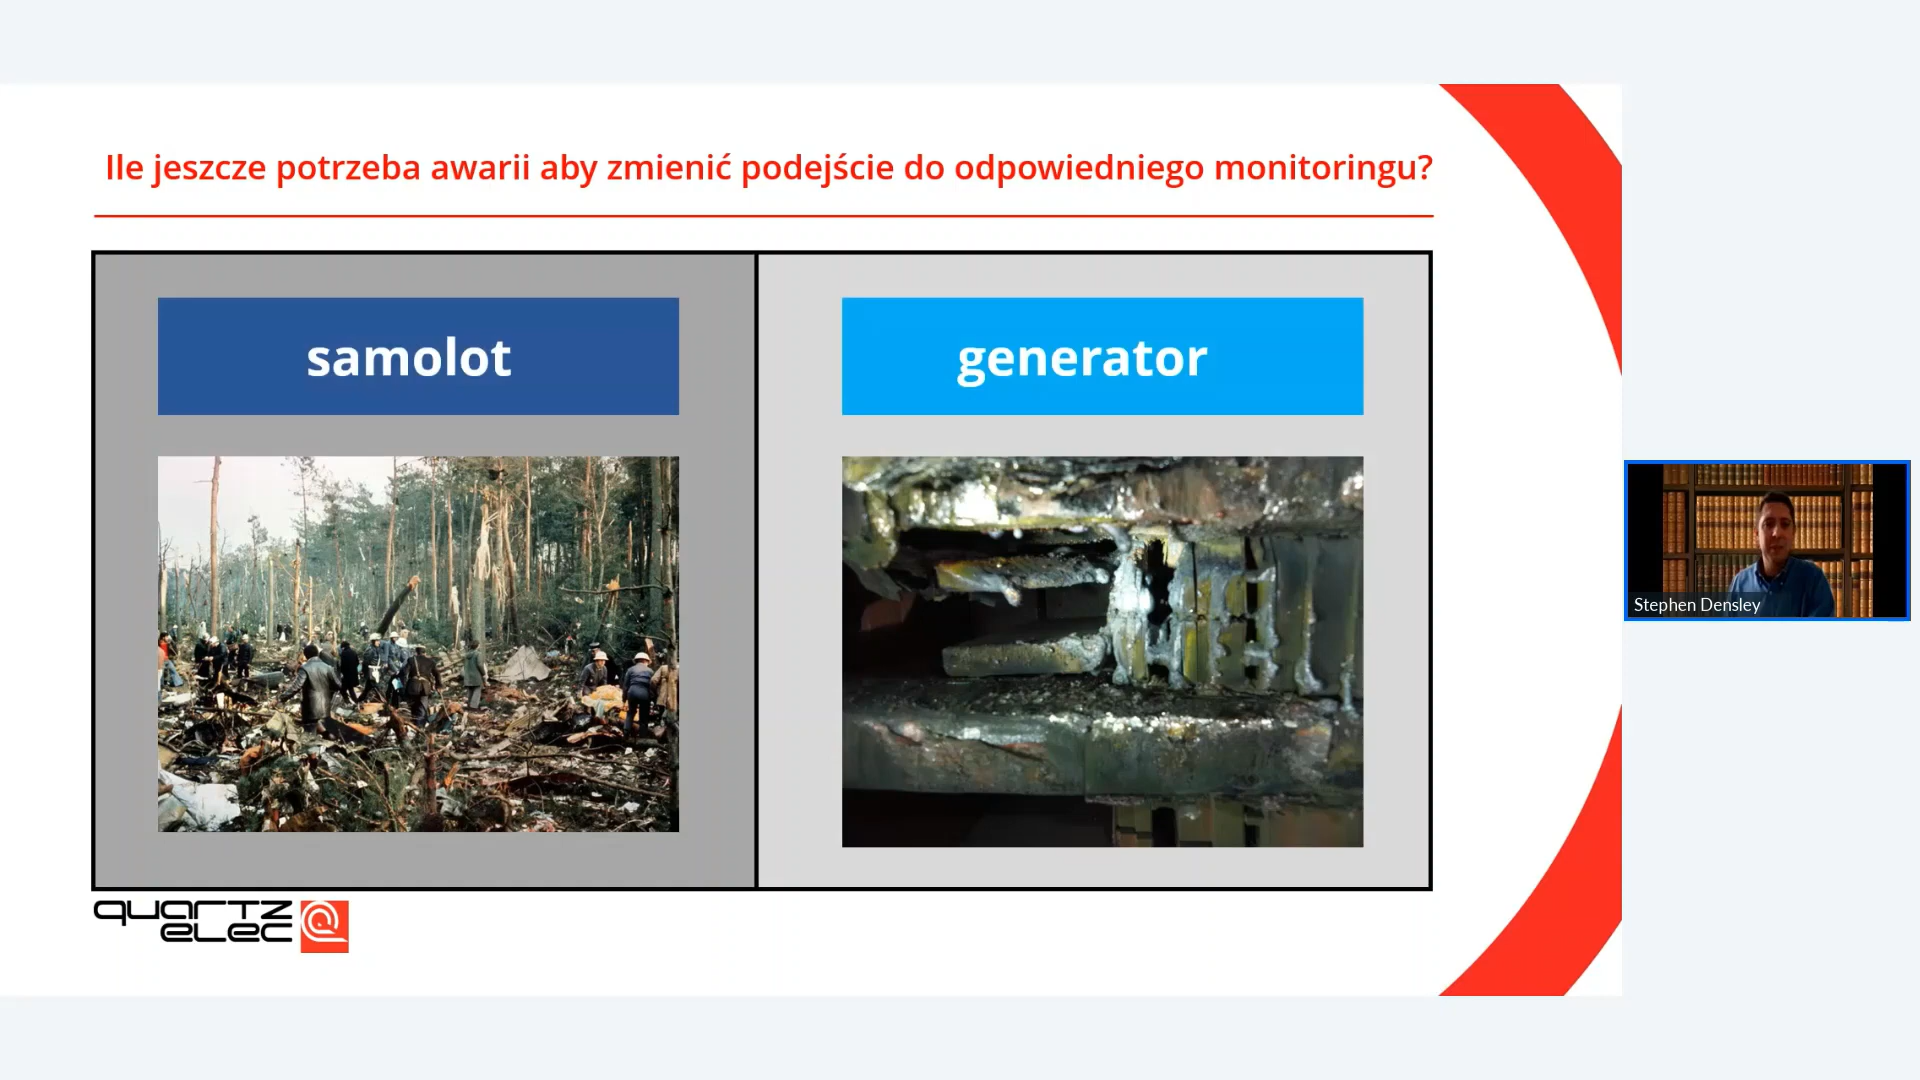 Ile jeszcze potrzeba awarii aby zmienić podejście do odpowiedniego monitoringu?
samolot
generator
quartz
elec
Stephen Densley